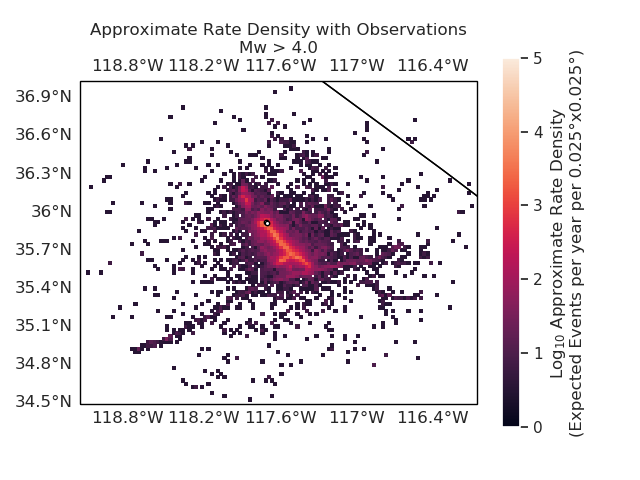 Approximate Rate Density with Observations
Mw > 4.0
118.8°W 118.2°W 117.6°W 117°W 116.4°W
36.9°N
36.6°N
36.3°N
36°N
35.7°N
35.4°N
35.1°N
34.8°N
34.5°N
118.8°W 118.2°W 117.6°W 117°W 116.4°W
5
4
3
2
1
0
Log₁₀ Approximate Rate Density
(Expected Events per year per 0.025°x0.025°)